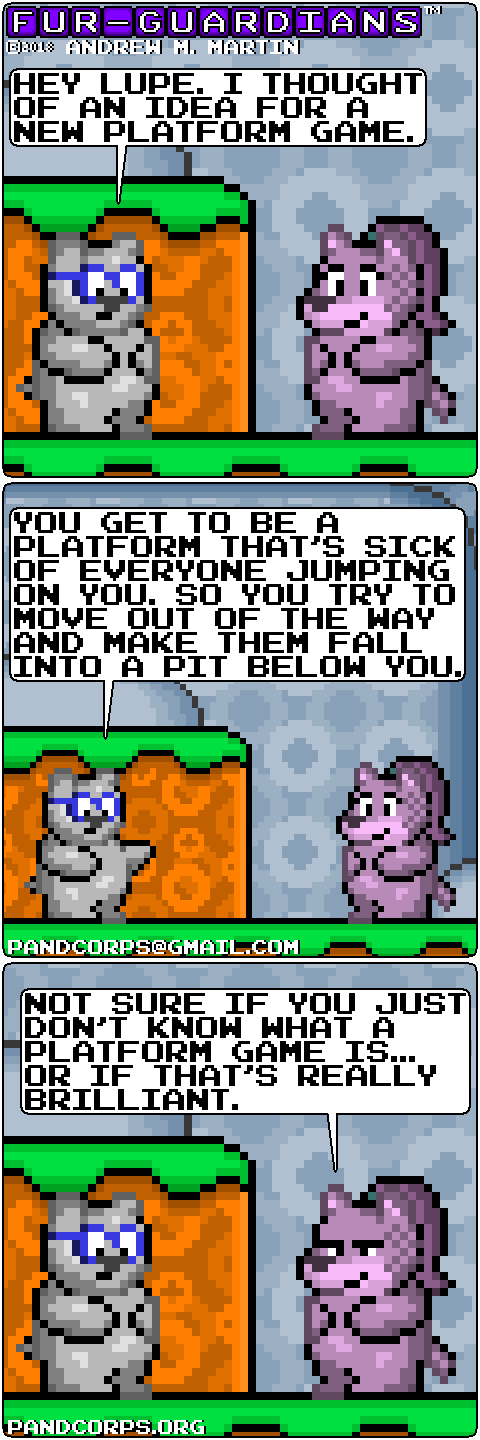 FUR-GUARDIANS™
©2018 ANDREW M. MARTIN
HEY LUPE. I THOUGHT
OF AN IDEA FOR A
NEW PLATFORM GAME.
YOU GET TO BE A
PLATFORM THAT'S SICK
OF EVERYONE JUMPING
ON YOU. SO YOU TRY TO
MOVE OUT OF THE WAY
AND MAKE THEM FALL
INTO A PIT BELOW YOU.
PANDCORPS@GMAIL.COM
NOT SURE IF YOU JUST
DON'T KNOW WHAT A
PLATFORM GAME IS...
OR IF THAT'S REALLY
BRILLIANT.
PANDCORPS.ORG